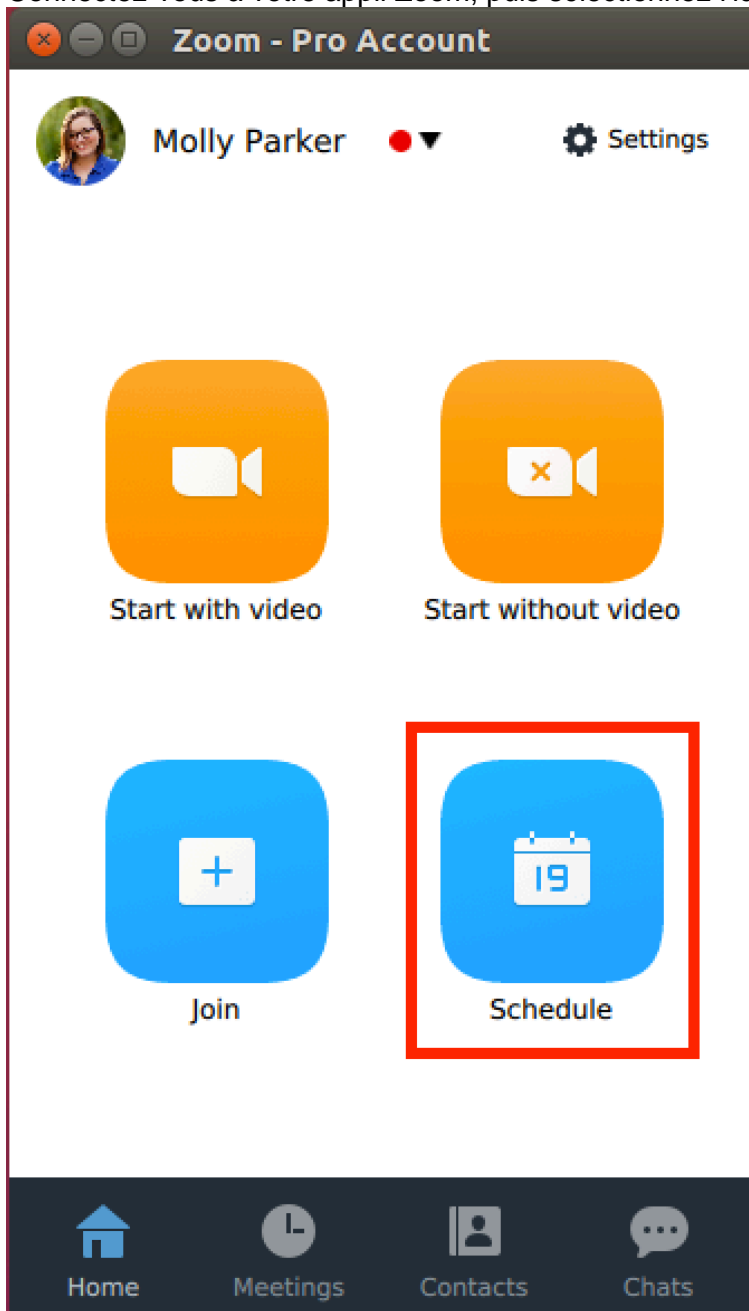 Zoom - Pro Account
Molly Parker
Settings
Start with video
Start without video
19
Join
Schedule
Home
Meetings
Contacts
Chats